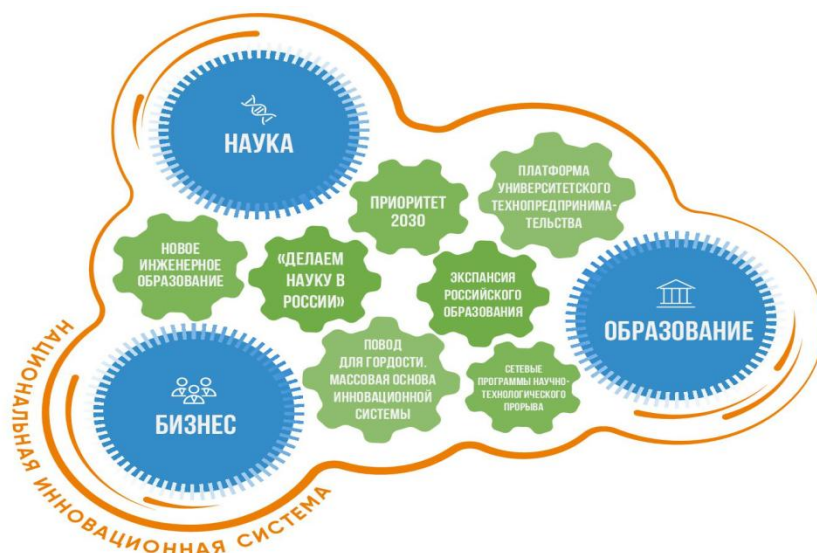 НАУКА
ПРИОРИТЕТ
2030
ПЛАТФОРМА
УНИВЕРСИТЕТСКОГО
ТЕХНОПРЕДПРИНИМА-
ТЕЛЬСТВА
НОВОЕ
ИНЖЕНЕРНОЕ
ОБРАЗОВАНИЕ
«ДЕЛАЕМ
НАУКУ В
РОССИИ»
ЭКСПАНСИЯ
РОССИЙСКОГО
ОБРАЗОВАНИЯ
ОБРАЗОВАНИЕ
ПОВОД
ДЛЯ ГОРДОСТИ.
МАССОВАЯ ОСНОВА
ИННОВАЦИОННОЙ
СИСТЕМЫ
СЕТЕВЫЕ
ПРОГРАММЫ НАУЧНО-
ТЕХНОЛОГИЧЕСКОГО
ПРОРЫВА
БИЗНЕС
НАЦИОНАЛЬНАЯ ИННОВАЦИОННАЯ СИСТЕМА